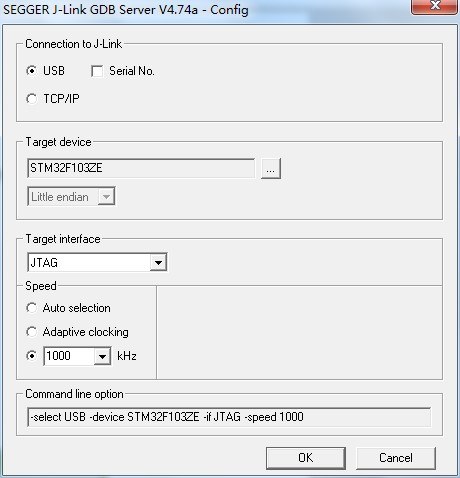 SEGGER J-Link GDB Server V4.74a - Config
Connection to J-Link
USB
Serial No.
TCP/IP
Target device
STM32F103ZE
...
Little endian
Target interface
JTAG
Speed
Auto selection
Adaptive clocking
1000 kHz
Command line option
-select USB -device STM32F103ZE -if JTAG -speed 1000
OK
Cancel